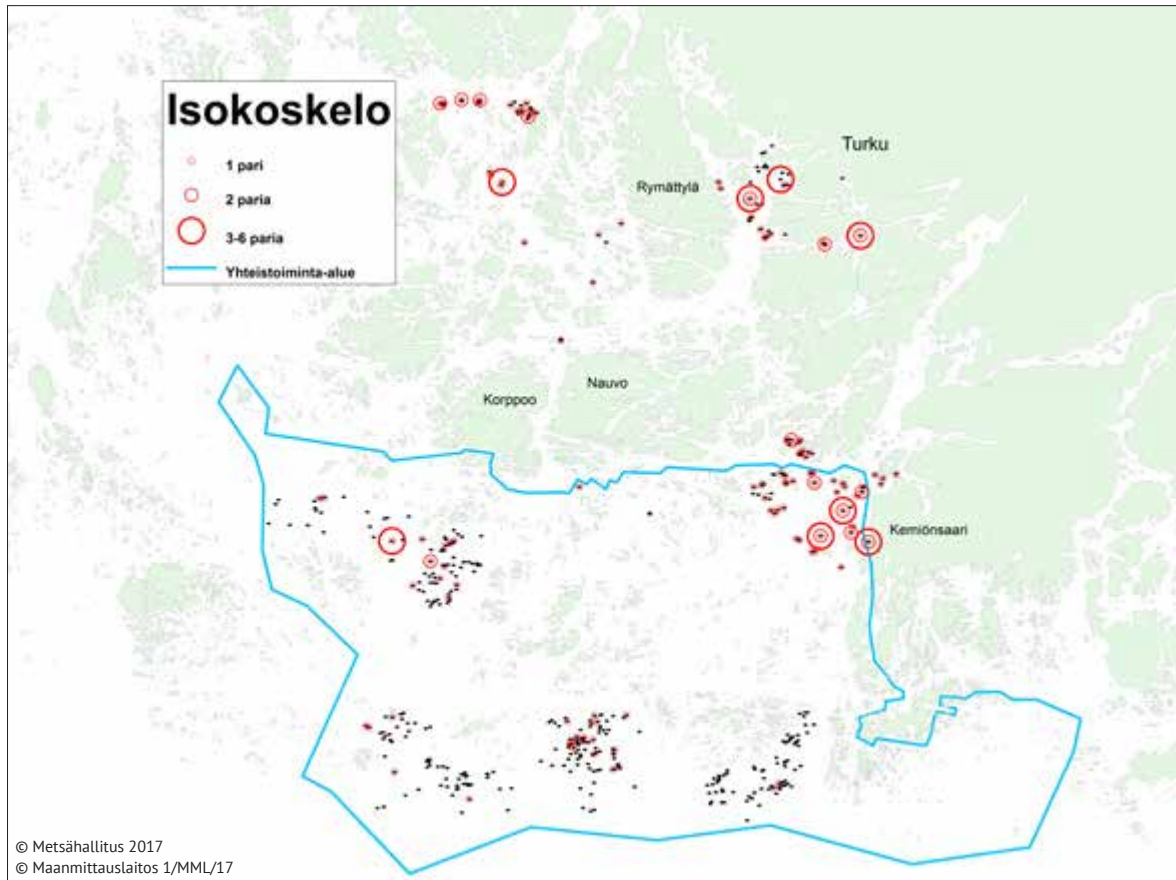 Isokoskelo
1 pari
2 paria
3-6 paria
Yhteistoiminta-alue
Turku
Rymättylä
Nauvo
Korppoo
Kemiönsaari
© Metsähallitus 2017
© Maanmittauslaitos 1/MML/17